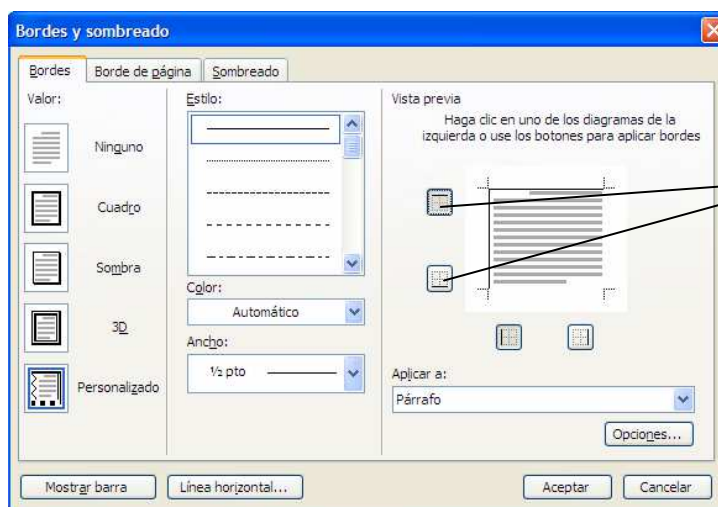 Bordes y sombreado
Bordes
Borde de página
Sombreado
Valor:
Ninguno
Cuadro
Sombra
3D
Personalizado
Estilo:
Color:
Automático
Ancho:
½ pto
Vista previa
Haga clic en uno de los diagramas de la
izquierda o use los botones para aplicar bordes
Aplicar a:
Párrafo
Opciones...
Mostrar barra
Línea horizontal...
Aceptar
Cancelar